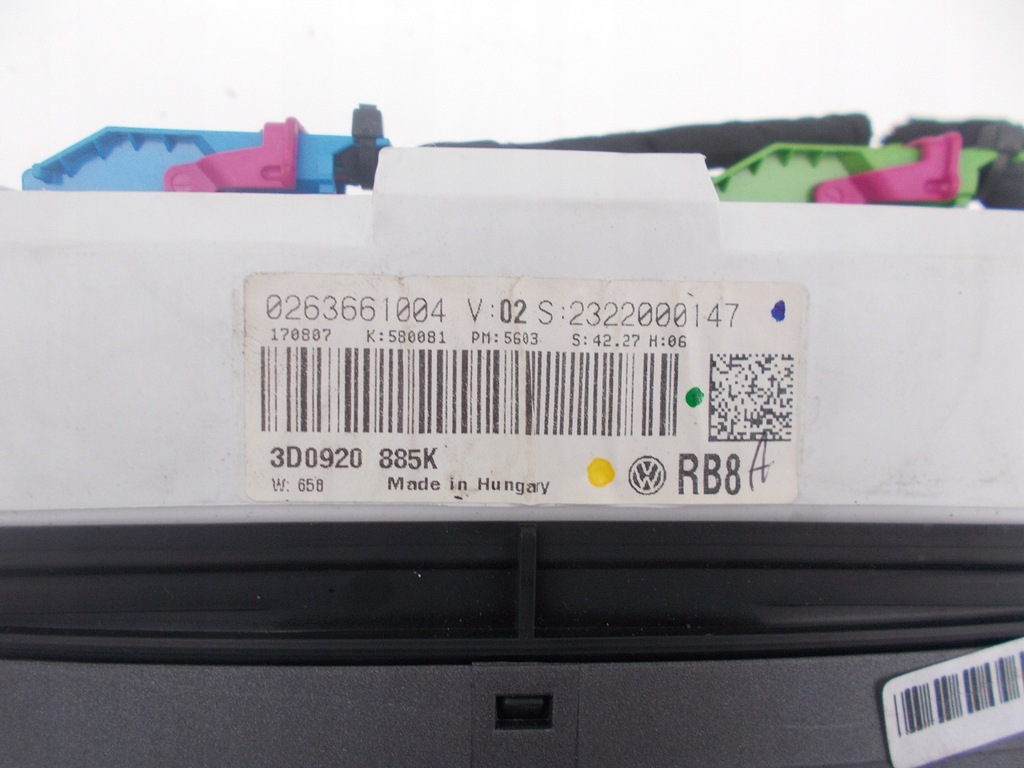 0263661004 V:02 S:2322000147
170807 K:580081 PM:5603 S:42.27 H:06
3D0920 885K
W: 658 Made in Hungary
RB8 A